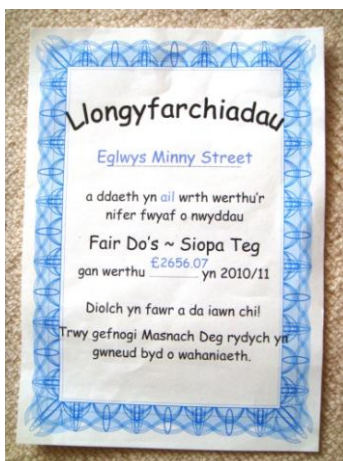 Llongyfarchiadau
Eglwys Minny Street
a ddaeth yn ail wrth werthu'r
nifer fwyaf o nwyddau
Fair Do's ~ Siopa Teg
gan werthu £2656.07 yn 2010/11
Diolch yn fawr a da iawn chi!
Trwy gefnogi Masnach Deg rydych yn
gwneud byd o wahaniaeth.